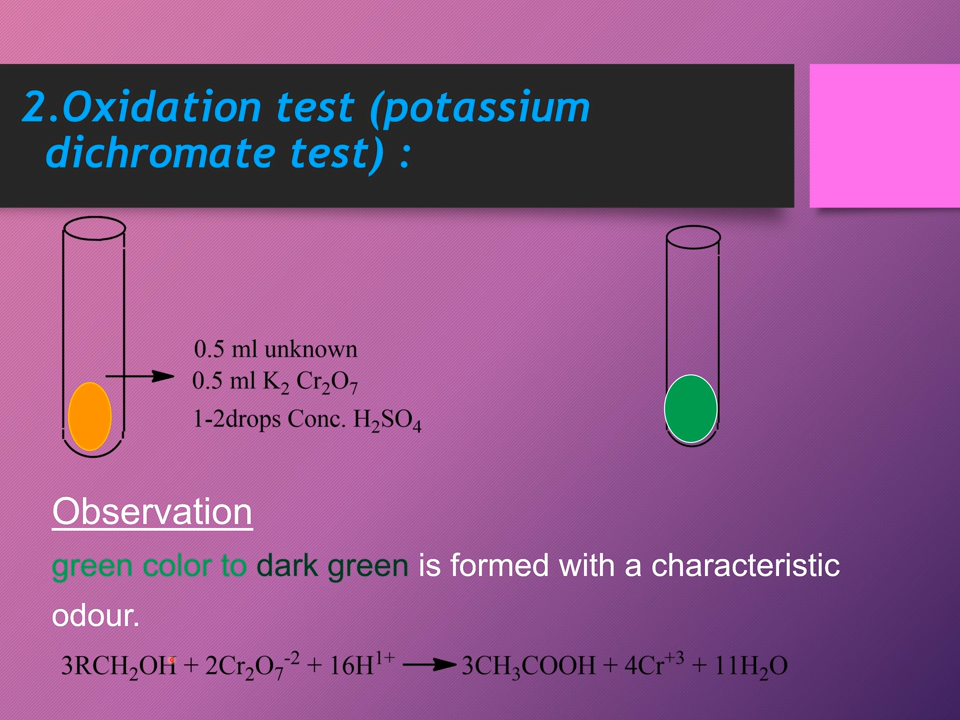 2.Oxidation test (potassium
dichromate test) :
0.5 ml unknown
0.5 ml K₂ Cr₂O₇
1-2drops Conc. H₂SO₄
Observation
green color to dark green is formed with a characteristic
odour.
3RCH₂OH + 2Cr₂O₇⁻² + 16H¹⁺ ⟶ 3CH₃COOH + 4Cr⁺³ + 11H₂O